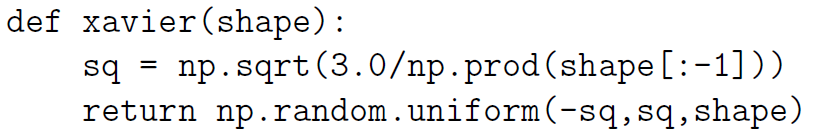 def xavier(shape):
    sq = np.sqrt(3.0/np.prod(shape[:-1]))
    return np.random.uniform(-sq,sq,shape)